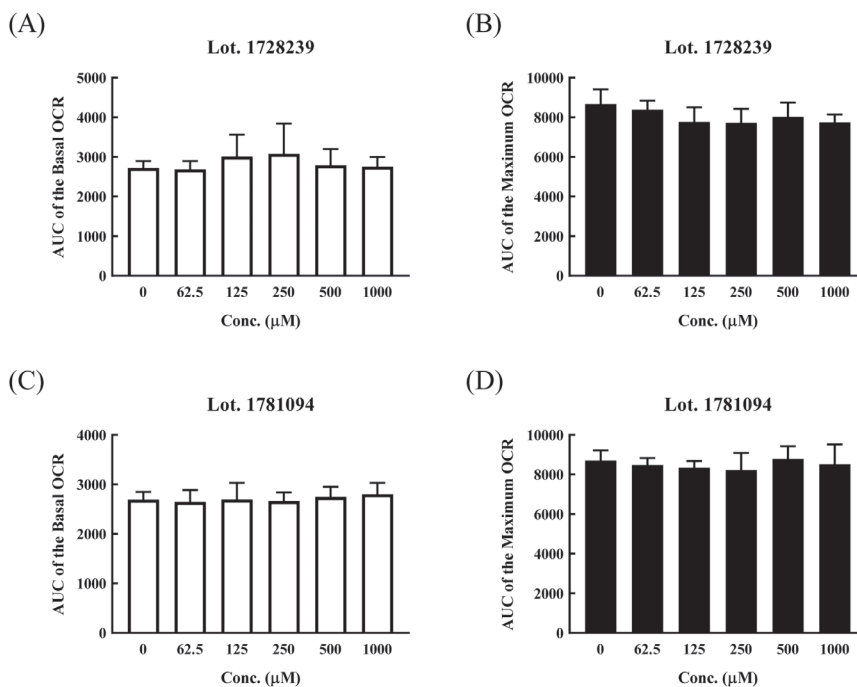 (A)
Lot. 1728239
AUC of the Basal OCR
5000
4000
3000
2000
1000
0
0 62.5 125 250 500 1000
Conc. (μM)
(B)
Lot. 1728239
AUC of the Maximum OCR
10000
8000
6000
4000
2000
0
0 62.5 125 250 500 1000
Conc. (μM)
(C)
Lot. 1781094
AUC of the Basal OCR
4000
3000
2000
1000
0
0 62.5 125 250 500 1000
Conc. (μM)
(D)
Lot. 1781094
AUC of the Maximum OCR
10000
8000
6000
4000
2000
0
0 62.5 125 250 500 1000
Conc. (μM)